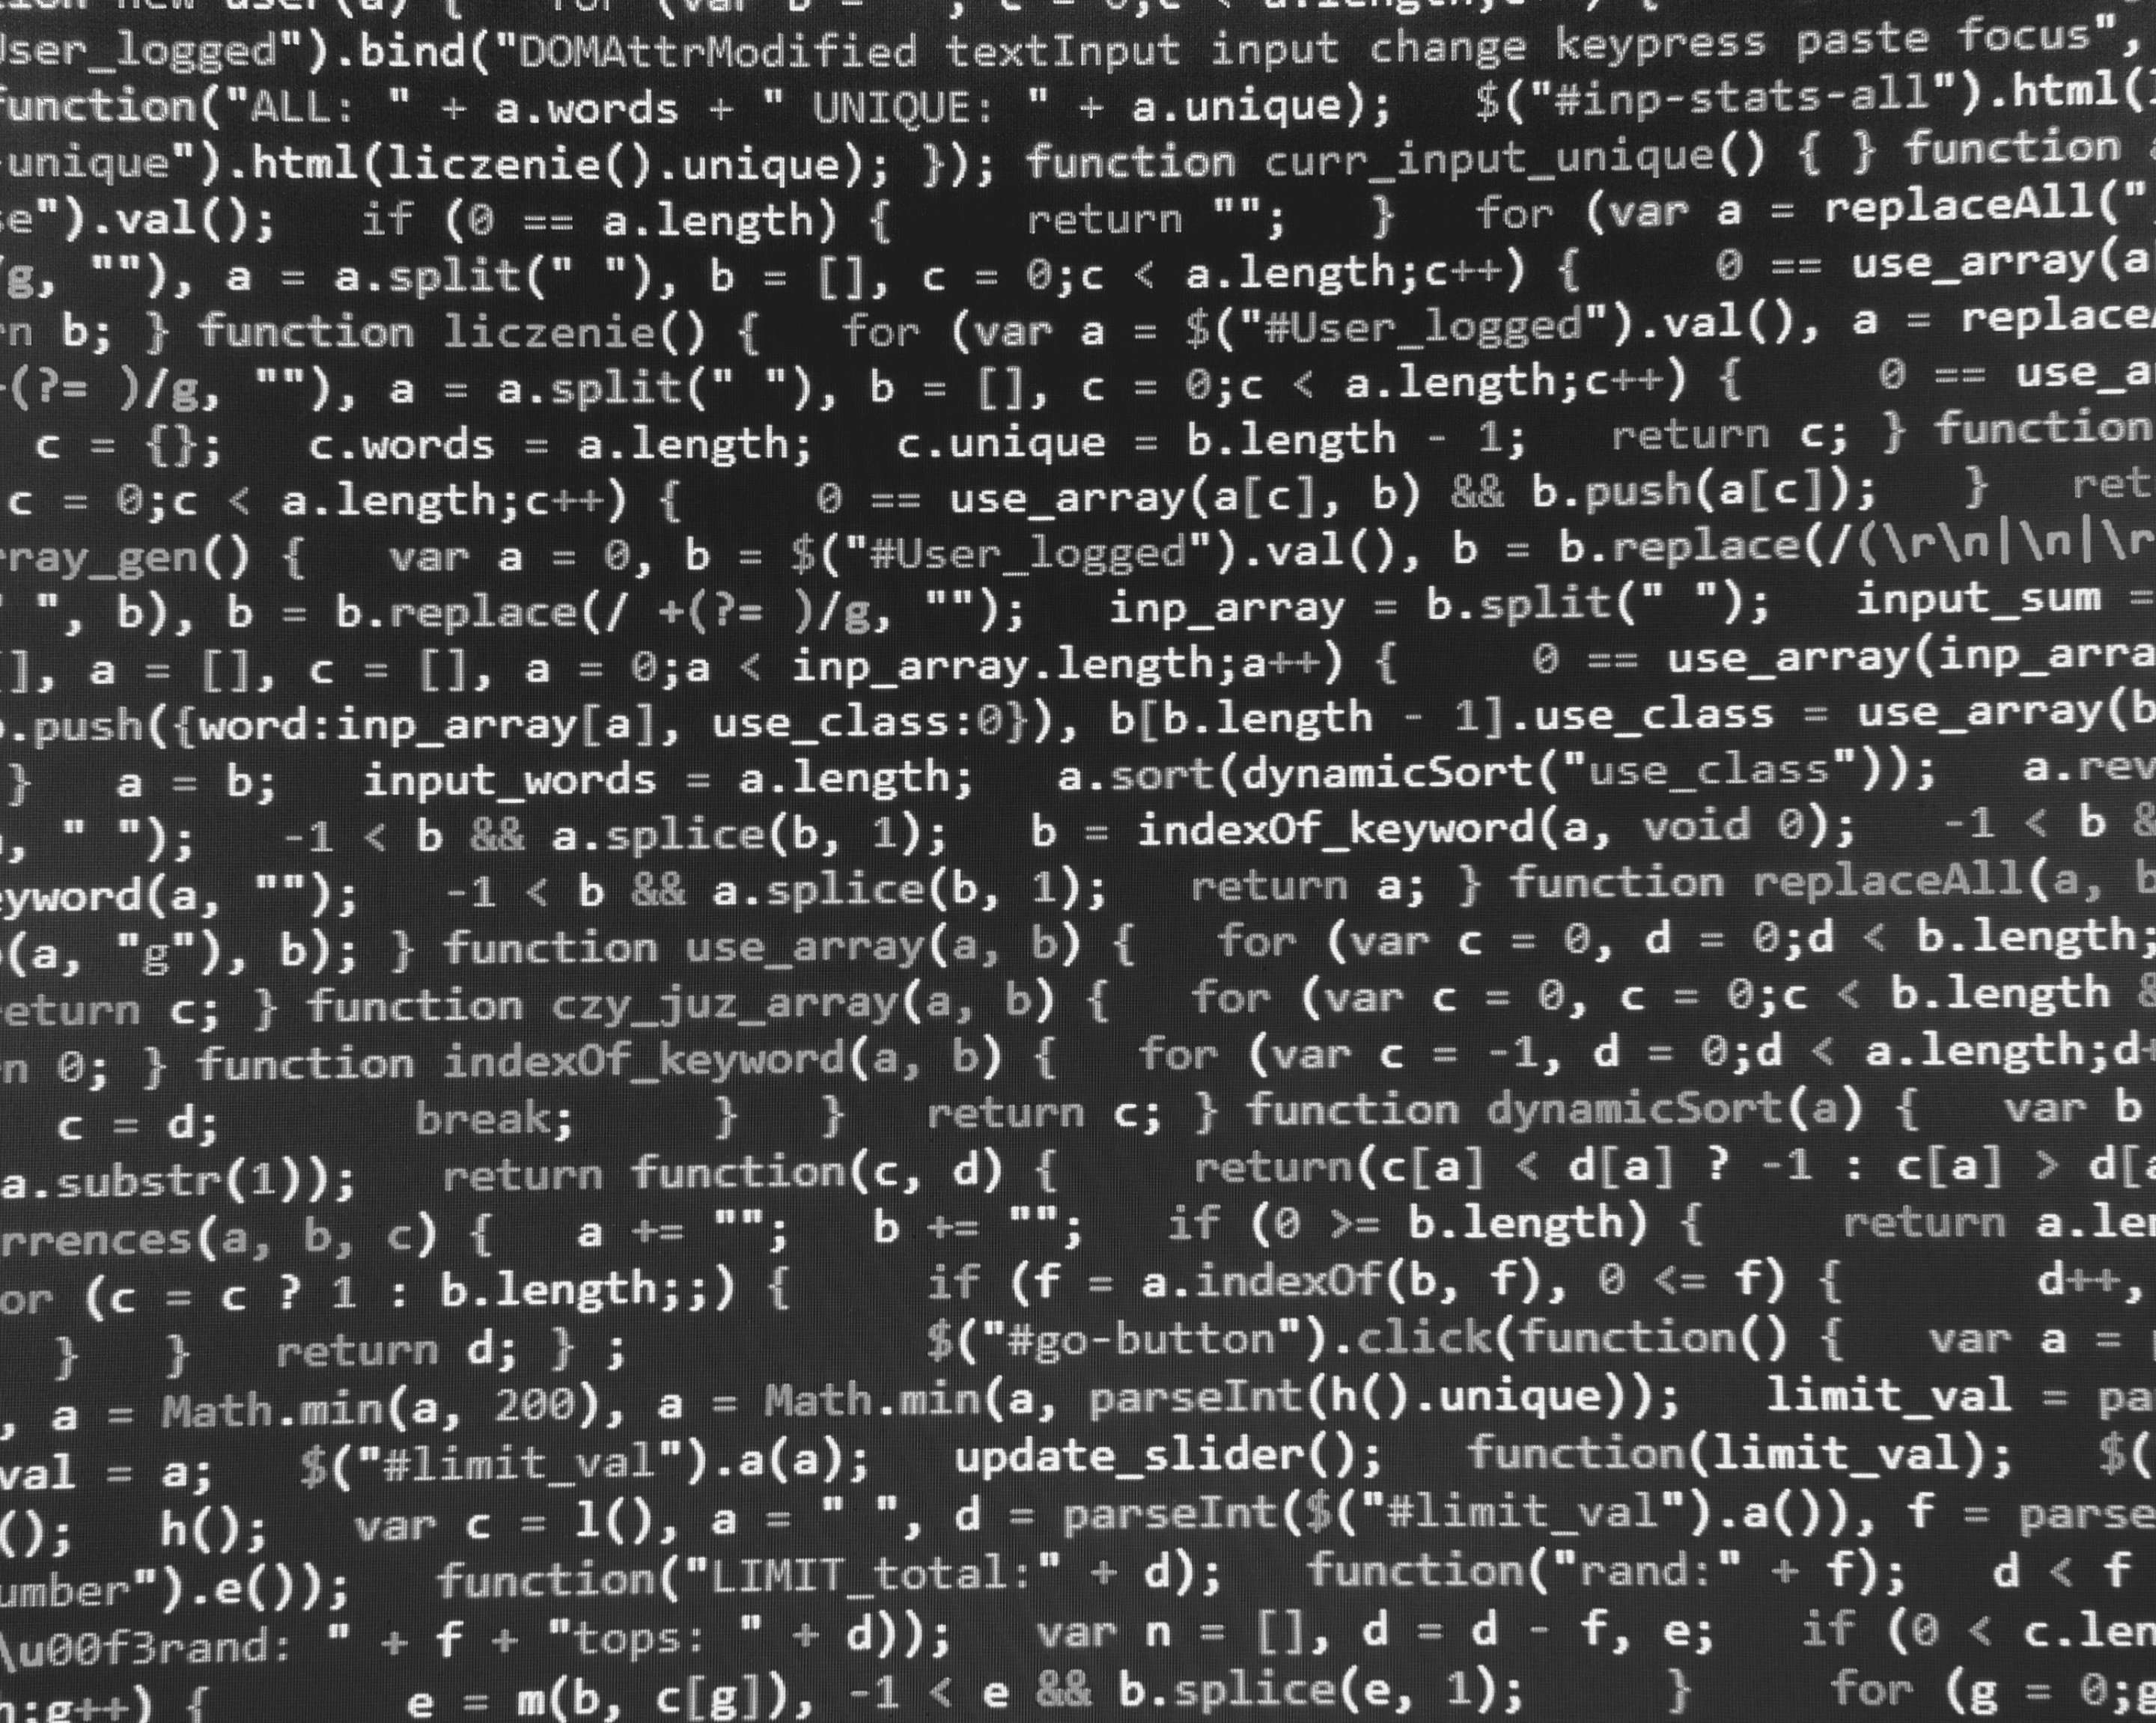 new user(a) {   for (var b = "", c = 0;c < a.length;c++) {
User_logged").bind("DOMAttrModified textInput input change keypress paste focus",
function("ALL: " + a.words + " UNIQUE: " + a.unique);   $("#inp-stats-all").html(
unique").html(liczenie().unique); }); function curr_input_unique() { } function
e").val();   if (0 == a.length) {     return "";   }   for (var a = replaceAll("
/g, ""), a = a.split(" "), b = [], c = 0;c < a.length;c++) {     0 == use_array(a
n b; } function liczenie() {   for (var a = $("#User_logged").val(), a = replace
+(?= )/g, ""), a = a.split(" "), b = [], c = 0;c < a.length;c++) {     0 == use_a
c = {};   c.words = a.length;   c.unique = b.length - 1;   return c; } function
c = 0;c < a.length;c++) {     0 == use_array(a[c], b) && b.push(a[c]);   }   ret
rray_gen() {   var a = 0, b = $("#User_logged").val(), b = b.replace(/(\r\n|\n|\r
" ", b), b = b.replace(/ +(?= )/g, "");   inp_array = b.split(" ");   input_sum =
[], a = [], c = [], a = 0;a < inp_array.length;a++) {     0 == use_array(inp_arra
b.push({word:inp_array[a], use_class:0}), b[b.length - 1].use_class = use_array(b
}   a = b;   input_words = a.length;   a.sort(dynamicSort("use_class"));   a.rev
, " ");   -1 < b && a.splice(b, 1);   b = indexOf_keyword(a, void 0);   -1 < b &
eyword(a, "");   -1 < b && a.splice(b, 1);   return a; } function replaceAll(a, b
(a, "g"), b); } function use_array(a, b) {   for (var c = 0, d = 0;d < b.length;
return c; } function czy_juz_array(a, b) {   for (var c = 0, c = 0;c < b.length &
n 0; } function indexOf_keyword(a, b) {   for (var c = -1, d = 0;d < a.length;d+
c = d;       break;     }   }   return c; } function dynamicSort(a) {   var b
a.substr(1));   return function(c, d) {     return(c[a] < d[a] ? -1 : c[a] > d[a
rrences(a, b, c) {   a += "";   b += "";   if (0 >= b.length) {     return a.len
or (c = c ? 1 : b.length;;) {     if (f = a.indexOf(b, f), 0 <= f) {       d++,
}   }   return d; } ;           $("#go-button").click(function() {   var a =
, a = Math.min(a, 200), a = Math.min(a, parseInt(h().unique));   limit_val = pa
val = a;   $("#limit_val").a(a);   update_slider();   function(limit_val);   $(
();   h();   var c = l(), a = " ", d = parseInt($("#limit_val").a()), f = parse
umber").e());   function("LIMIT_total:" + d);   function("rand:" + f);   d < f
\u00f3rand: " + f + "tops: " + d));   var n = [], d = d - f, e;   if (0 < c.len
h;g++) {       e = m(b, c[g]), -1 < e && b.splice(e, 1);     }     for (g = 0;g